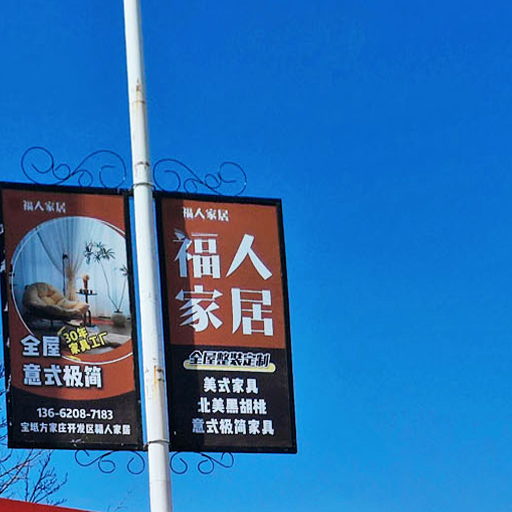 福人家居
30年
家具工厂
全屋
意式极简
136-6208-7183
宝坻方家庄开发区福人家居
福人家居
福人
家居
全屋整装定制
美式家具
北美黑胡桃
意式极简家具